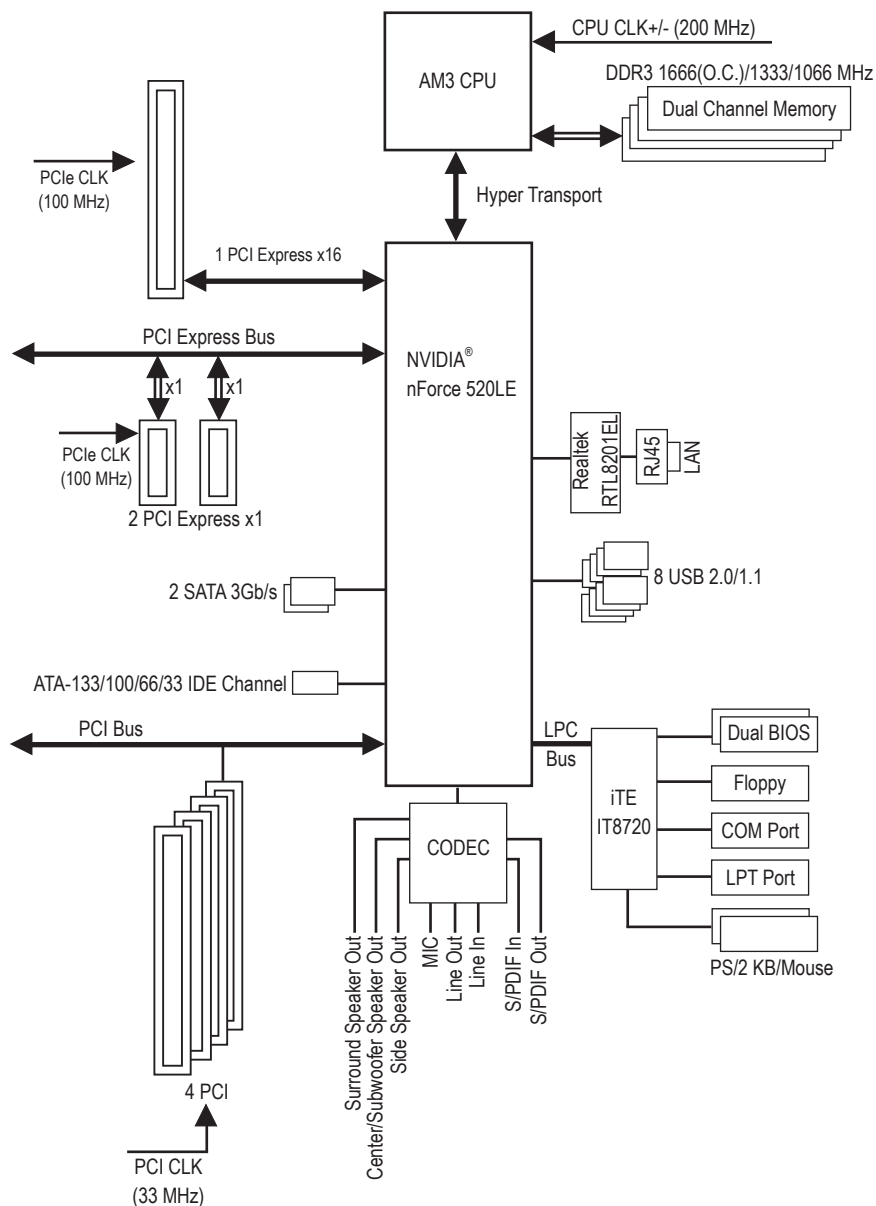 CPU CLK+/- (200 MHz)
AM3 CPU
DDR3 1666(O.C.)/1333/1066 MHz
Dual Channel Memory
PCIe CLK
(100 MHz)
Hyper Transport
1 PCI Express x16
PCI Express Bus
x1
x1
NVIDIA®
nForce 520LE
PCIe CLK
(100 MHz)
2 PCI Express x1
Realtek
RTL8201EL
RJ45
LAN
2 SATA 3Gb/s
8 USB 2.0/1.1
ATA-133/100/66/33 IDE Channel
PCI Bus
LPC
Bus
iTE
IT8720
Dual BIOS
Floppy
COM Port
LPT Port
PS/2 KB/Mouse
CODEC
Surround Speaker Out
Center/Subwoofer Speaker Out
Side Speaker Out
MIC
Line Out
Line In
S/PDIF In
S/PDIF Out
4 PCI
PCI CLK
(33 MHz)